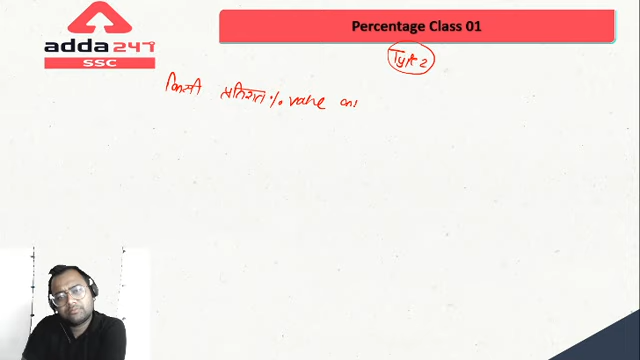 adda247
SSC
Percentage Class 01
Type 2
किसी प्रतिशत % value का